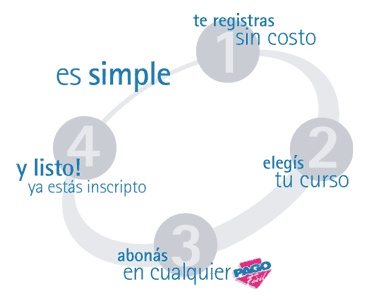 te registras
1
sin costo
es simple
2
elegís
tu curso
4
y listo!
ya estás inscripto
3
abonás
en cualquier PAGO fácil